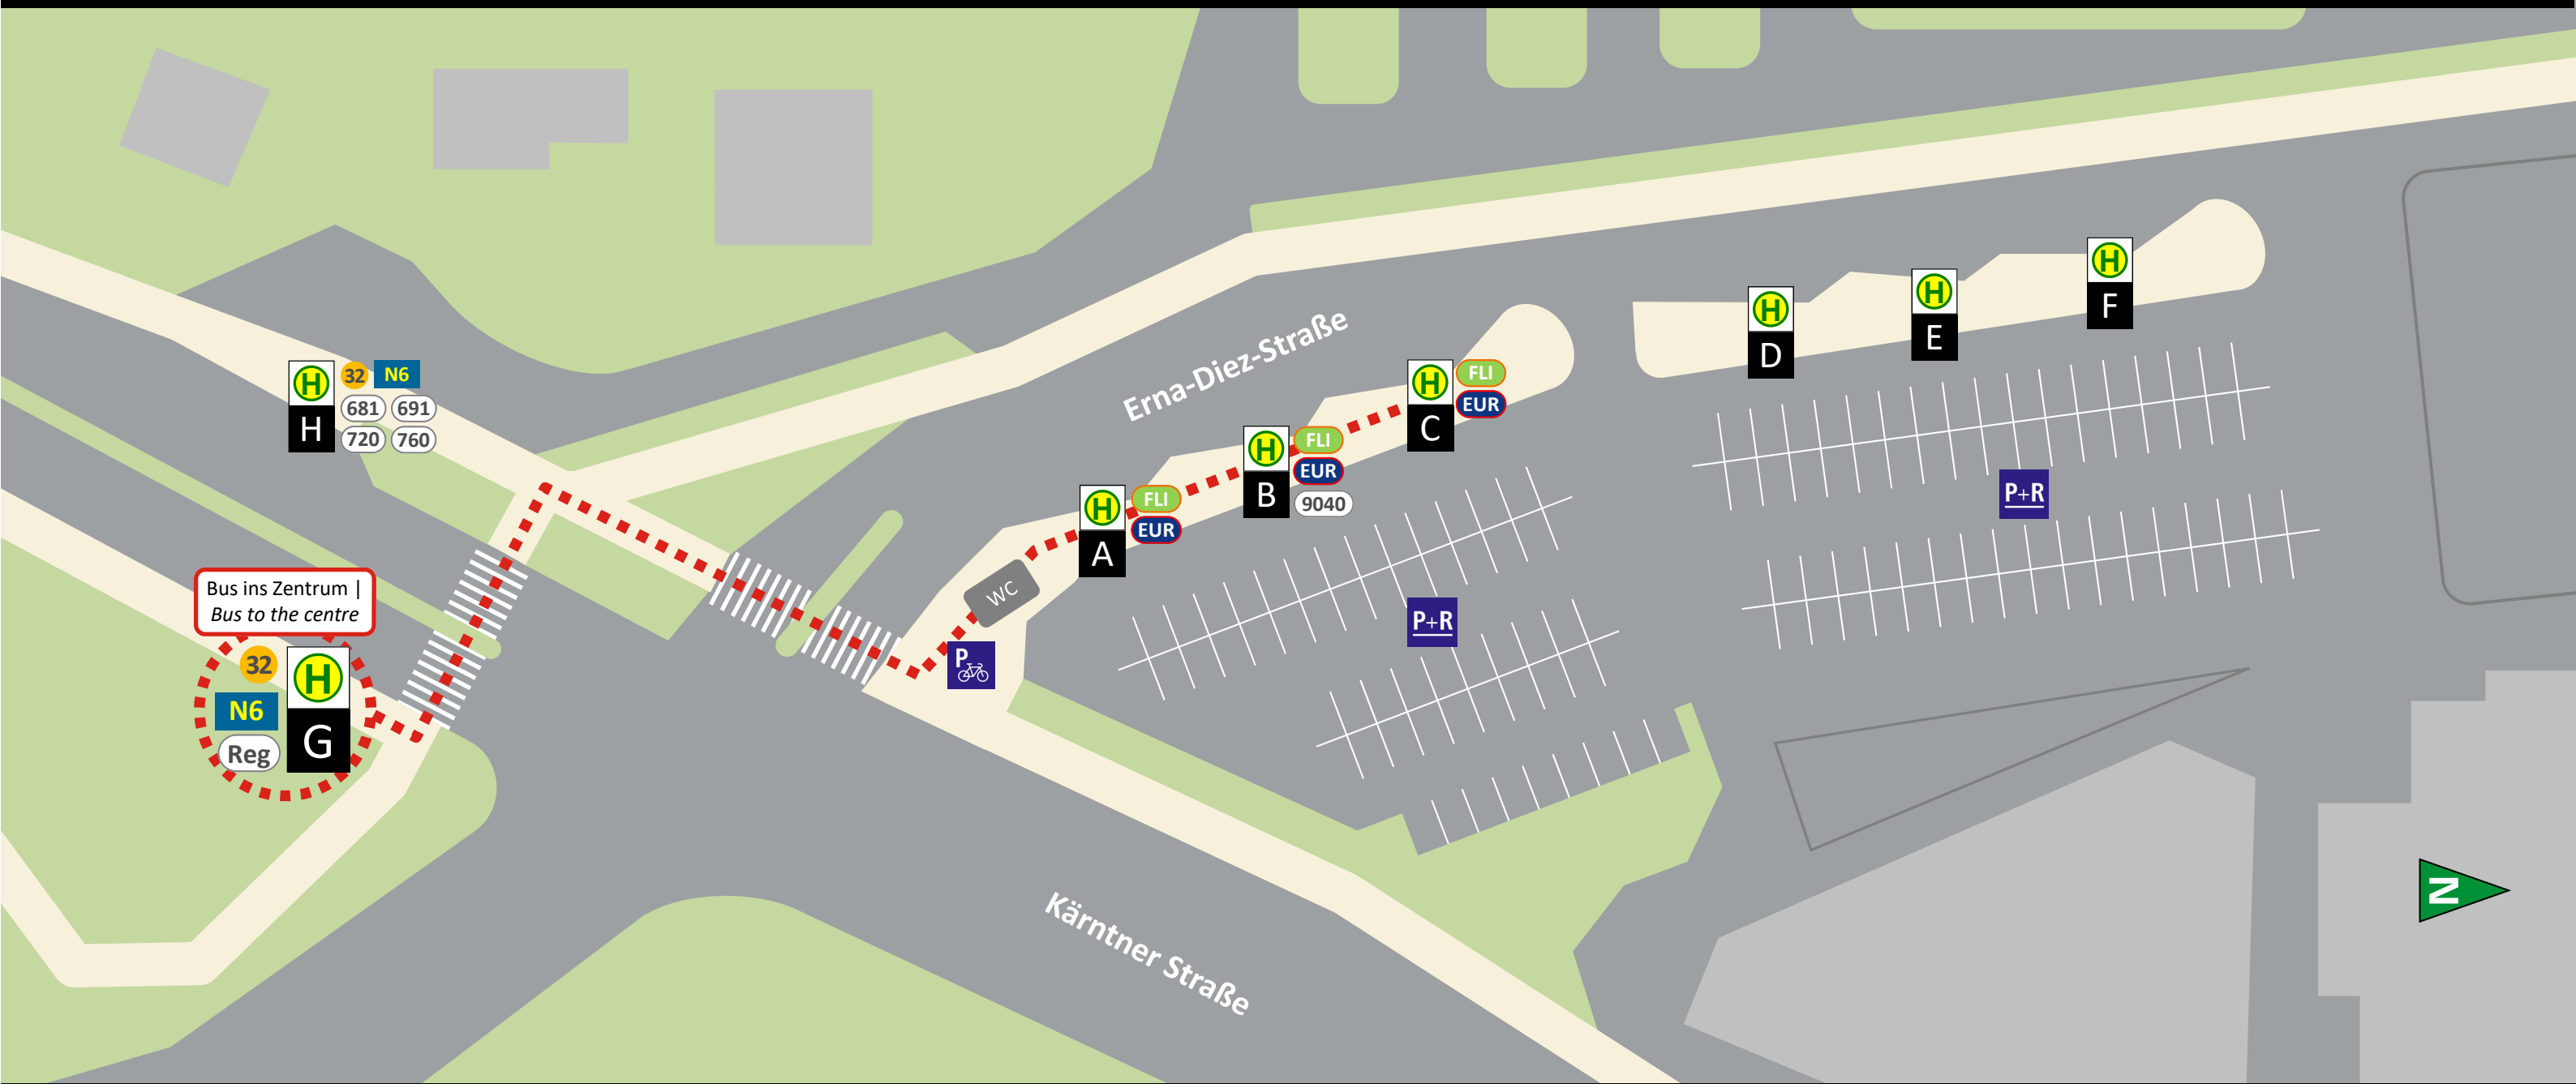 H
F
H
E
H
D
Erna-Diez-Straße
H
C
FLI
EUR
H
B
FLI
EUR
9040
H
A
FLI
EUR
H
H
32 N6
681 691
720 760
WC
P
P+R
P+R
Bus ins Zentrum |
Bus to the centre
32
N6
Reg
H
G
Kärntner Straße
N